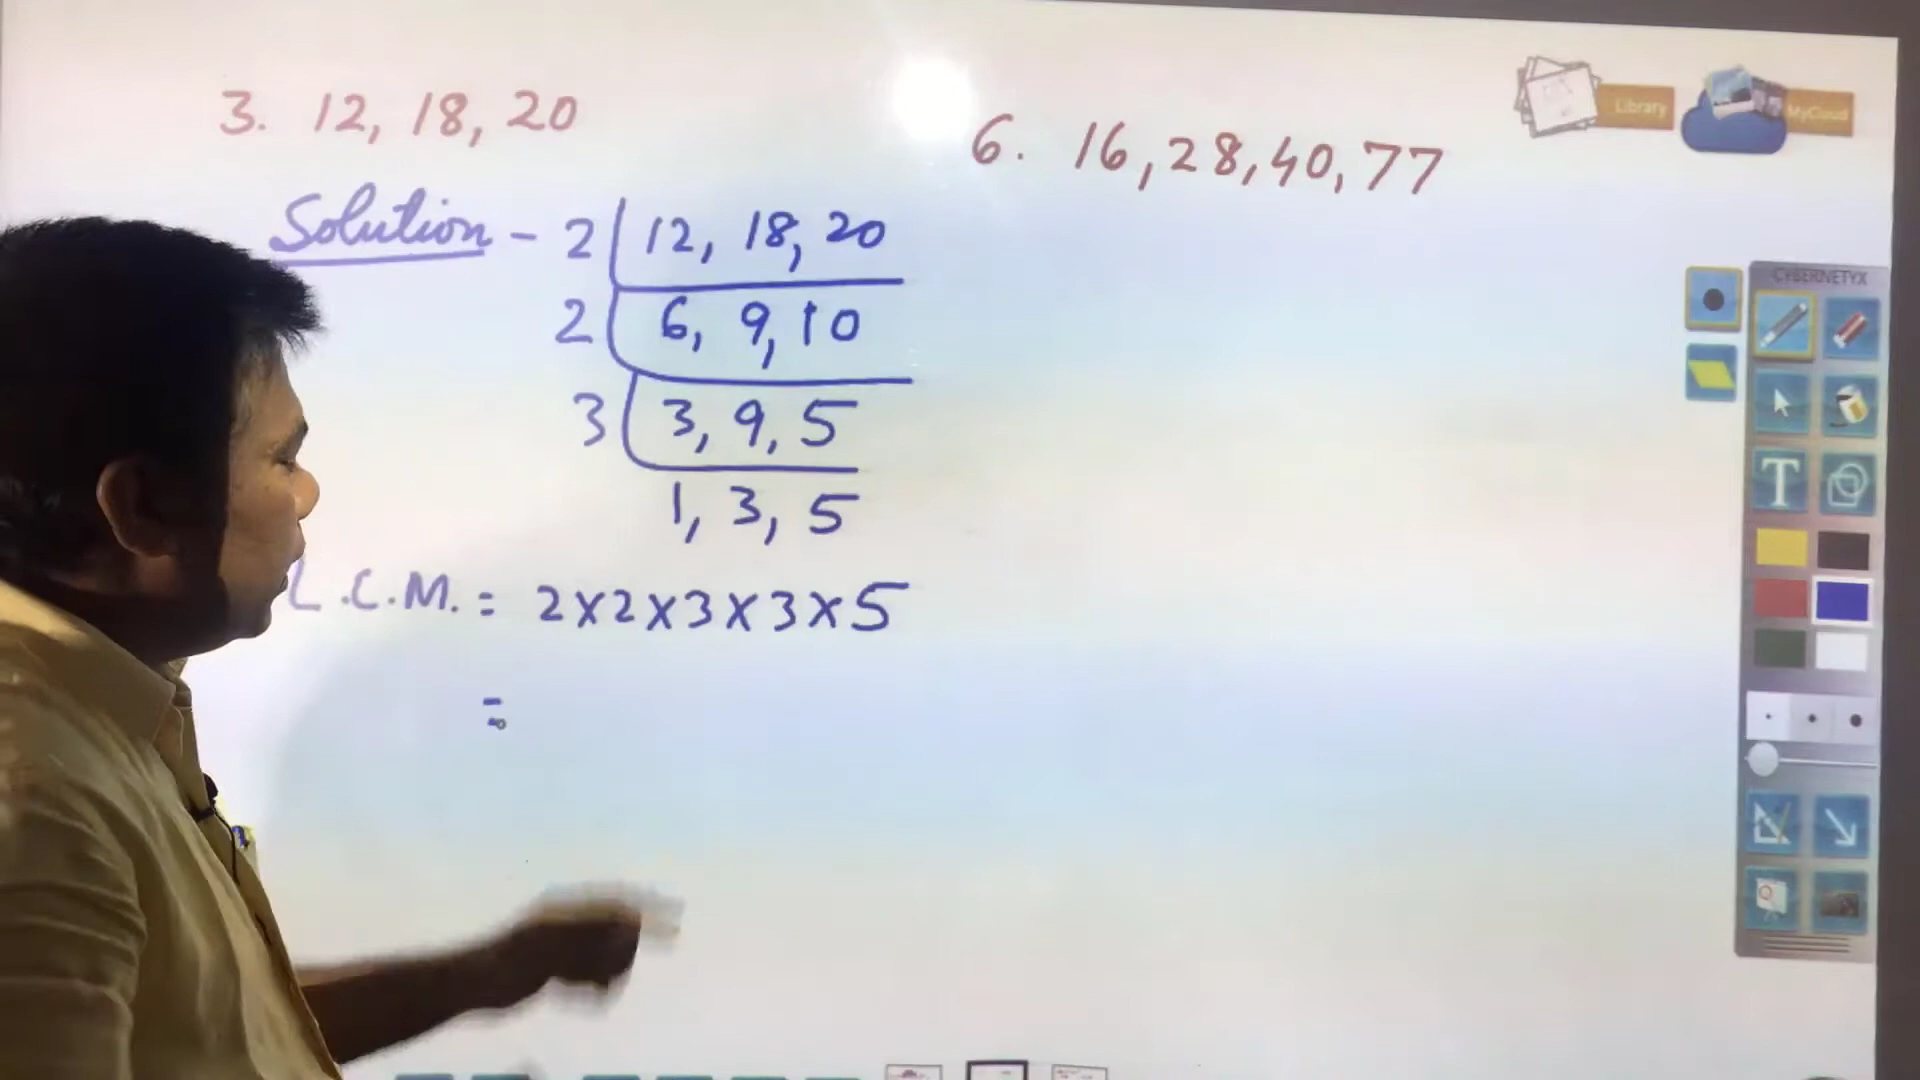 3. 12, 18, 20
Solution - 2 | 12, 18, 20
2 | 6, 9, 10
3 | 3, 9, 5
1, 3, 5
L.C.M. = 2x2x3x3x5
=
6. 16, 28, 40, 77
Library
MyCloud
CYBERNETYX
T